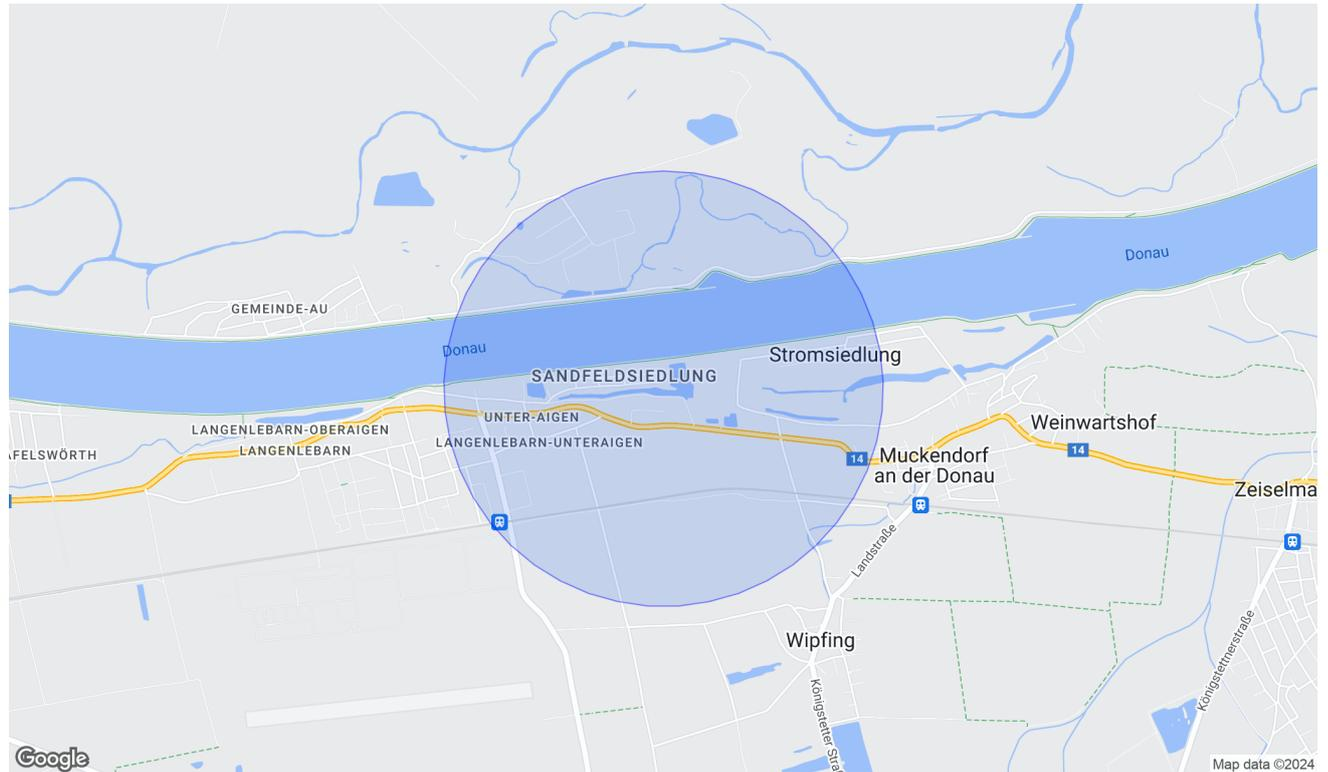 Donau
GEMEINDE-AU
Donau
Stromsiedlung
SANDFELDSIEDLUNG
UNTER-AIGEN
LANGENLEBARN-OBERAIGEN
LANGENLEBARN-UNTERAIGEN
LANGENLEBARN
AFELSWÖRTH
Weinwartshof
14
14
Muckendorf
an der Donau
Zeiselma
Landstraße
Wipfing
Königstetter Straß
Königstettnerstraße
Google
Map data ©2024